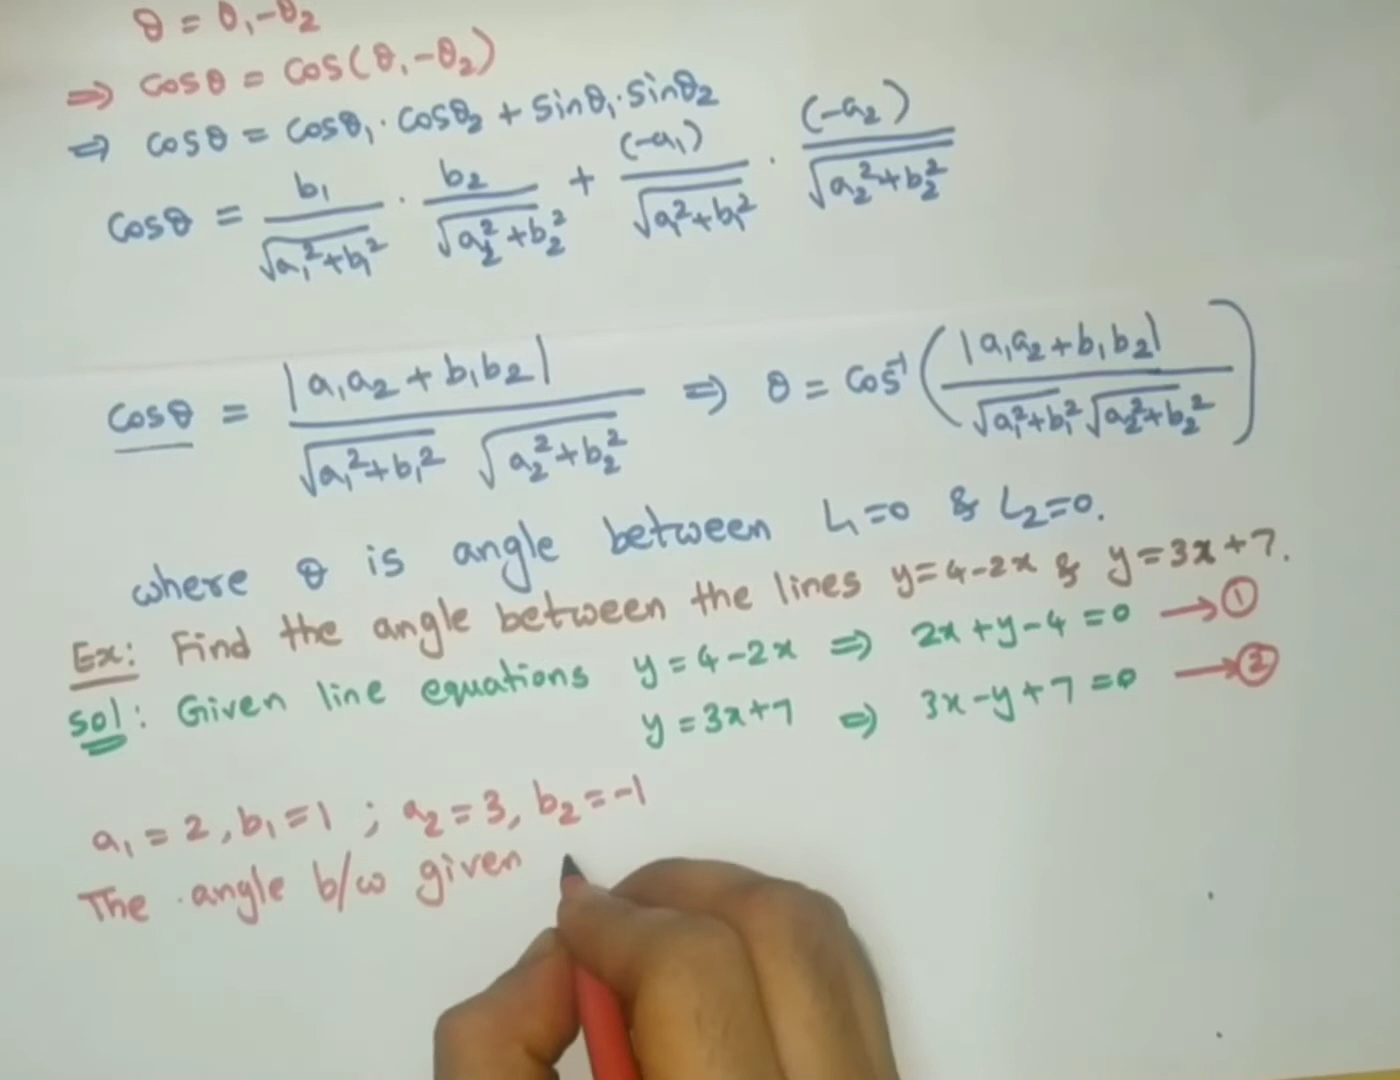 θ = θ₁-θ₂
⇒ cosθ = cos(θ₁-θ₂)
⇒ cosθ = cosθ₁ · cosθ₂ + sinθ₁ · sinθ₂
cosθ = b₁/√(a₁²+b₁²) · b₂/√(a₂²+b₂²) + (-a₁)/√(a₁²+b₁²) · (-a₂)/√(a₂²+b₂²)
cosθ = |a₁a₂ + b₁b₂|/(√(a₁²+b₁²) √(a₂²+b₂²)) ⇒ θ = cos⁻¹(|a₁a₂ + b₁b₂|/(√(a₁²+b₁²) √(a₂²+b₂²)))
where θ is angle between L₁=0 & L₂=0.
Ex: Find the angle between the lines y=4-2x & y=3x+7.
Sol: Given line equations y=4-2x ⇒ 2x+y-4=0 → ①
y=3x+7 ⇒ 3x-y+7=0 → ②
a₁=2, b₁=1 ; a₂=3, b₂=-1
The angle b/w given